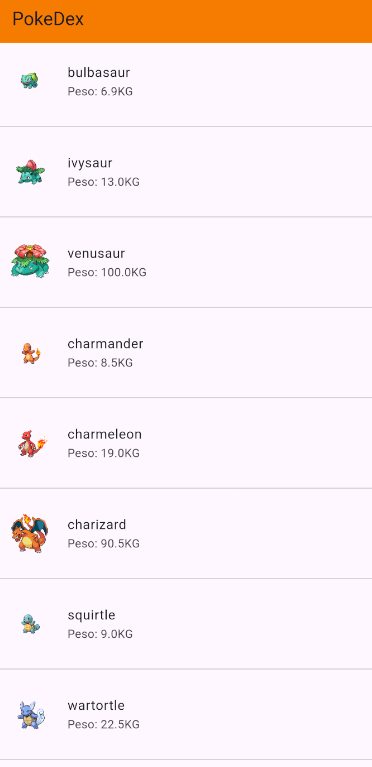 PokeDex
bulbasaur
Peso: 6.9KG
ivysaur
Peso: 13.0KG
venusaur
Peso: 100.0KG
charmander
Peso: 8.5KG
charmeleon
Peso: 19.0KG
charizard
Peso: 90.5KG
squirtle
Peso: 9.0KG
wartortle
Peso: 22.5KG